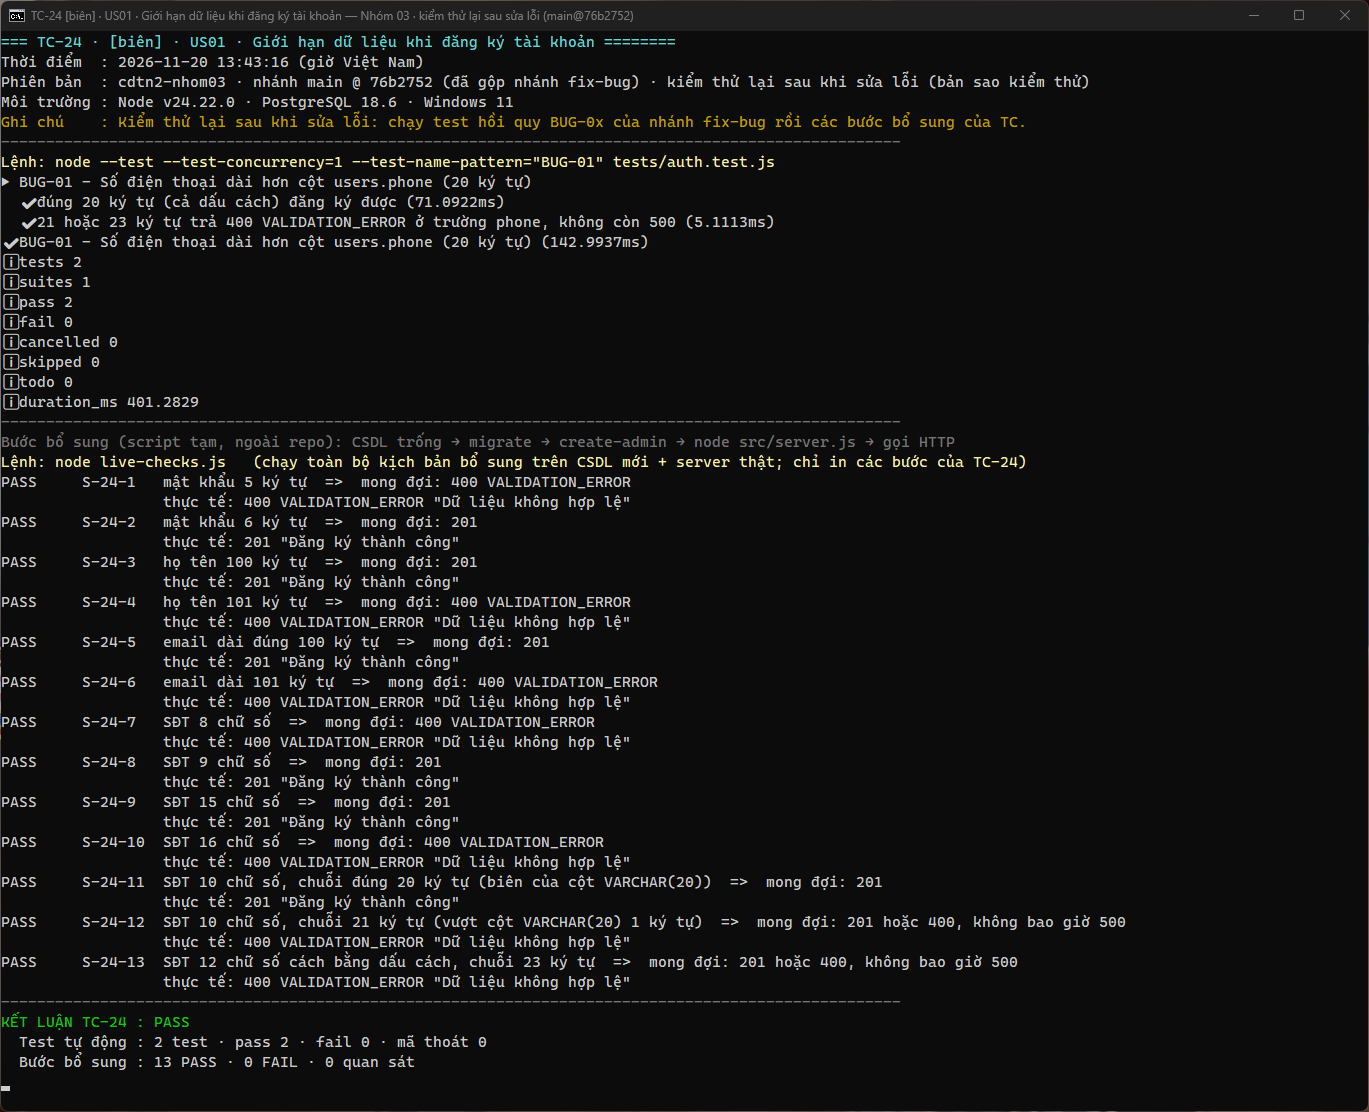 TC-24 [biên] · US01 · Giới hạn dữ liệu khi đăng ký tài khoản — Nhóm 03 · kiểm thử lại sau sửa lỗi (main@76b2752)
=== TC-24 · [biên] · US01 · Giới hạn dữ liệu khi đăng ký tài khoản ========
Thời điểm  : 2026-11-20 13:43:16 (giờ Việt Nam)
Phiên bản  : cdtn2-nhom03 · nhánh main @ 76b2752 (đã gộp nhánh fix-bug) · kiểm thử lại sau khi sửa lỗi (bản sao kiểm thử)
Môi trường : Node v24.22.0 · PostgreSQL 18.6 · Windows 11
Ghi chú    : Kiểm thử lại sau khi sửa lỗi: chạy test hồi quy BUG-0x của nhánh fix-bug rồi các bước bổ sung của TC.
----------------------------------------------------------------------------------------------------
Lệnh: node --test --test-concurrency=1 --test-name-pattern="BUG-01" tests/auth.test.js
▶ BUG-01 - Số điện thoại dài hơn cột users.phone (20 ký tự)
  ✔đúng 20 ký tự (cả dấu cách) đăng ký được (71.0922ms)
  ✔21 hoặc 23 ký tự trả 400 VALIDATION_ERROR ở trường phone, không còn 500 (5.1113ms)
✔BUG-01 - Số điện thoại dài hơn cột users.phone (20 ký tự) (142.9937ms)
ℹtests 2
ℹsuites 1
ℹpass 2
ℹfail 0
ℹcancelled 0
ℹskipped 0
ℹtodo 0
ℹduration_ms 401.2829
----------------------------------------------------------------------------------------------------
Bước bổ sung (script tạm, ngoài repo): CSDL trống → migrate → create-admin → node src/server.js → gọi HTTP
Lệnh: node live-checks.js   (chạy toàn bộ kịch bản bổ sung trên CSDL mới + server thật; chỉ in các bước của TC-24)
PASS     S-24-1   mật khẩu 5 ký tự  =>  mong đợi: 400 VALIDATION_ERROR
                  thực tế: 400 VALIDATION_ERROR "Dữ liệu không hợp lệ"
PASS     S-24-2   mật khẩu 6 ký tự  =>  mong đợi: 201
                  thực tế: 201 "Đăng ký thành công"
PASS     S-24-3   họ tên 100 ký tự  =>  mong đợi: 201
                  thực tế: 201 "Đăng ký thành công"
PASS     S-24-4   họ tên 101 ký tự  =>  mong đợi: 400 VALIDATION_ERROR
                  thực tế: 400 VALIDATION_ERROR "Dữ liệu không hợp lệ"
PASS     S-24-5   email dài đúng 100 ký tự  =>  mong đợi: 201
                  thực tế: 201 "Đăng ký thành công"
PASS     S-24-6   email dài 101 ký tự  =>  mong đợi: 400 VALIDATION_ERROR
                  thực tế: 400 VALIDATION_ERROR "Dữ liệu không hợp lệ"
PASS     S-24-7   SĐT 8 chữ số  =>  mong đợi: 400 VALIDATION_ERROR
                  thực tế: 400 VALIDATION_ERROR "Dữ liệu không hợp lệ"
PASS     S-24-8   SĐT 9 chữ số  =>  mong đợi: 201
                  thực tế: 201 "Đăng ký thành công"
PASS     S-24-9   SĐT 15 chữ số  =>  mong đợi: 201
                  thực tế: 201 "Đăng ký thành công"
PASS     S-24-10  SĐT 16 chữ số  =>  mong đợi: 400 VALIDATION_ERROR
                  thực tế: 400 VALIDATION_ERROR "Dữ liệu không hợp lệ"
PASS     S-24-11  SĐT 10 chữ số, chuỗi đúng 20 ký tự (biên của cột VARCHAR(20))  =>  mong đợi: 201
                  thực tế: 201 "Đăng ký thành công"
PASS     S-24-12  SĐT 10 chữ số, chuỗi 21 ký tự (vượt cột VARCHAR(20) 1 ký tự)  =>  mong đợi: 201 hoặc 400, không bao giờ 500
                  thực tế: 400 VALIDATION_ERROR "Dữ liệu không hợp lệ"
PASS     S-24-13  SĐT 12 chữ số cách bằng dấu cách, chuỗi 23 ký tự  =>  mong đợi: 201 hoặc 400, không bao giờ 500
                  thực tế: 400 VALIDATION_ERROR "Dữ liệu không hợp lệ"
----------------------------------------------------------------------------------------------------
KẾT LUẬN TC-24 : PASS
  Test tự động : 2 test · pass 2 · fail 0 · mã thoát 0
  Bước bổ sung : 13 PASS · 0 FAIL · 0 quan sát